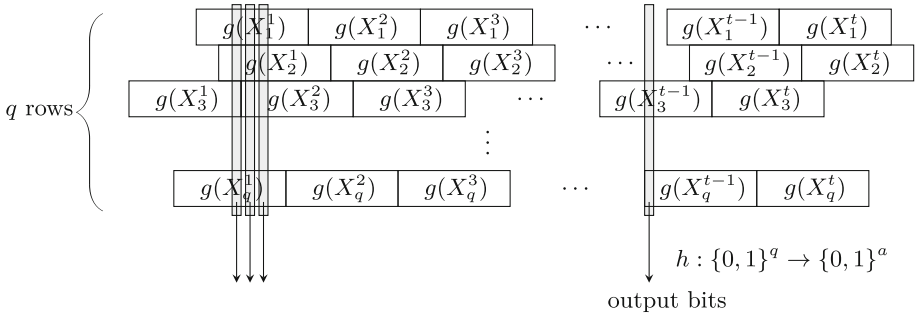 g(X_1^1) g(X_1^2) g(X_1^3) ··· g(X_1^{t−1}) g(X_1^t)
g(X_2^1) g(X_2^2) g(X_2^3) ··· g(X_2^{t−1}) g(X_2^t)
q rows g(X_3^1) g(X_3^2) g(X_3^3) ··· g(X_3^{t−1}) g(X_3^t)
⋮
g(X_q^1) g(X_q^2) g(X_q^3) ··· g(X_q^{t−1}) g(X_q^t)
h : {0, 1}^q → {0, 1}^a
output bits